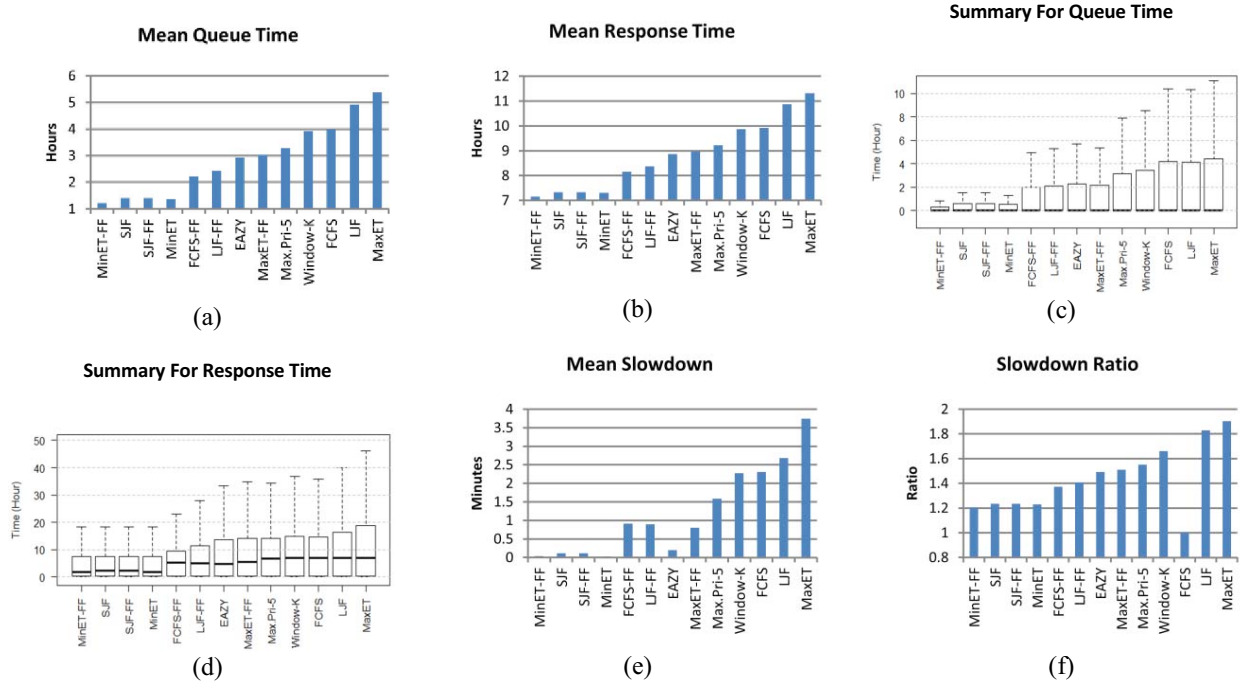 Mean Queue Time
Hours
6
5
4
3
2
1
MinET-FF
SJF
SJF-FF
MinET
FCFS-FF
LJF-FF
EAZY
MaxET-FF
Max.Pri-5
Window-K
FCFS
LJF
MaxET
(a)
Mean Response Time
Hours
12
11
10
9
8
7
MinET-FF
SJF
SJF-FF
MinET
FCFS-FF
LJF-FF
EAZY
MaxET-FF
Max.Pri-5
Window-K
FCFS
LJF
MaxET
(b)
Summary For Queue Time
Time (Hour)
10
8
6
4
2
0
MinET-FF
SJF
SJF-FF
MinET
FCFS-FF
LJF-FF
EAZY
MaxET-FF
Max.Pri-5
Window-K
FCFS
LJF
MaxET
(c)
Summary For Response Time
Time (Hour)
50
40
30
20
10
0
MinET-FF
SJF
SJF-FF
MinET
FCFS-FF
LJF-FF
EAZY
MaxET-FF
Max.Pri-5
Window-K
FCFS
LJF
MaxET
(d)
Mean Slowdown
Minutes
4
3.5
3
2.5
2
1.5
1
0.5
0
MinET-FF
SJF
SJF-FF
MinET
FCFS-FF
LJF-FF
EAZY
MaxET-FF
Max.Pri-5
Window-K
FCFS
LJF
MaxET
(e)
Slowdown Ratio
Ratio
2
1.8
1.6
1.4
1.2
1
0.8
MinET-FF
SJF
SJF-FF
MinET
FCFS-FF
LJF-FF
EAZY
MaxET-FF
Max.Pri-5
Window-K
FCFS
LJF
MaxET
(f)